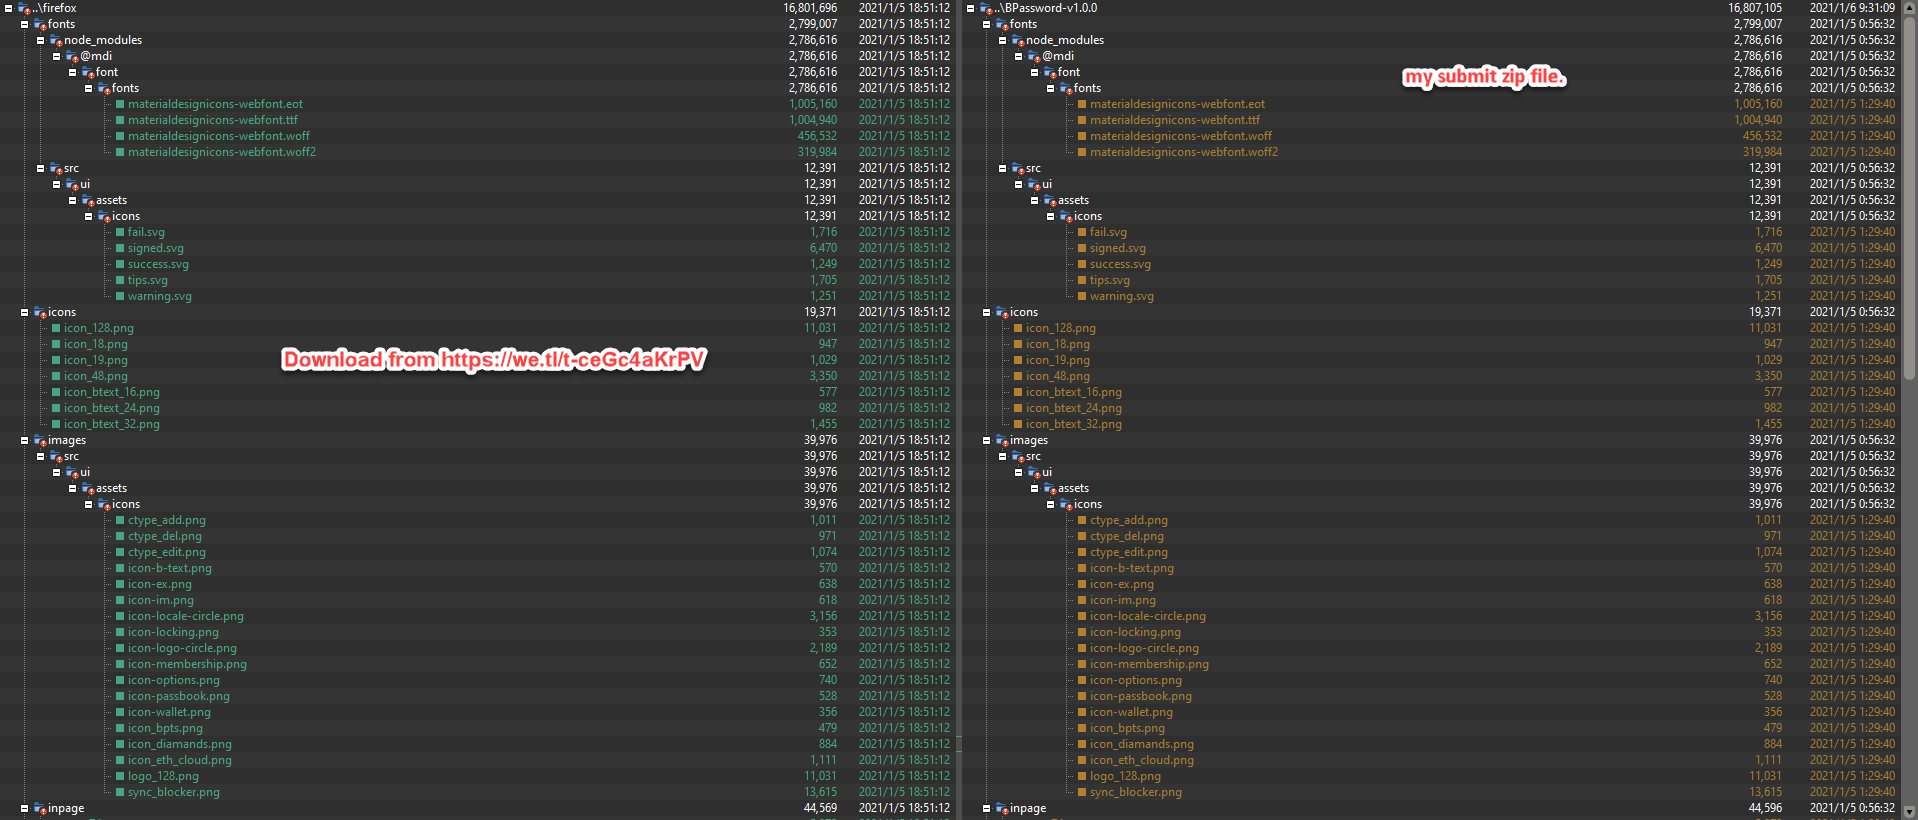 ..\firefox 16,801,696 2021/1/5 18:51:12 ..\BPassword-v1.0.0 16,807,105 2021/1/6 9:31:09
fonts 2,799,007 2021/1/5 18:51:12 fonts 2,799,007 2021/1/5 0:56:32
node_modules 2,786,616 2021/1/5 18:51:12 node_modules 2,786,616 2021/1/5 0:56:32
@mdi 2,786,616 2021/1/5 18:51:12 @mdi 2,786,616 2021/1/5 0:56:32
font 2,786,616 2021/1/5 18:51:12 font 2,786,616 2021/1/5 0:56:32
my submit zip file.
fonts 2,786,616 2021/1/5 18:51:12 fonts 2,786,616 2021/1/5 0:56:32
materialdesignicons-webfont.eot 1,005,160 2021/1/5 18:51:12 materialdesignicons-webfont.eot 1,005,160 2021/1/5 1:29:40
materialdesignicons-webfont.ttf 1,004,940 2021/1/5 18:51:12 materialdesignicons-webfont.ttf 1,004,940 2021/1/5 1:29:40
materialdesignicons-webfont.woff 456,532 2021/1/5 18:51:12 materialdesignicons-webfont.woff 456,532 2021/1/5 1:29:40
materialdesignicons-webfont.woff2 319,984 2021/1/5 18:51:12 materialdesignicons-webfont.woff2 319,984 2021/1/5 1:29:40
src 12,391 2021/1/5 18:51:12 src 12,391 2021/1/5 0:56:32
ui 12,391 2021/1/5 18:51:12 ui 12,391 2021/1/5 0:56:32
assets 12,391 2021/1/5 18:51:12 assets 12,391 2021/1/5 0:56:32
icons 12,391 2021/1/5 18:51:12 icons 12,391 2021/1/5 0:56:32
fail.svg 1,716 2021/1/5 18:51:12 fail.svg 1,716 2021/1/5 1:29:40
signed.svg 6,470 2021/1/5 18:51:12 signed.svg 6,470 2021/1/5 1:29:40
success.svg 1,249 2021/1/5 18:51:12 success.svg 1,249 2021/1/5 1:29:40
tips.svg 1,705 2021/1/5 18:51:12 tips.svg 1,705 2021/1/5 1:29:40
warning.svg 1,251 2021/1/5 18:51:12 warning.svg 1,251 2021/1/5 1:29:40
icons 19,371 2021/1/5 18:51:12 icons 19,371 2021/1/5 0:56:32
icon_128.png 11,031 2021/1/5 18:51:12 icon_128.png 11,031 2021/1/5 1:29:40
icon_18.png 947 2021/1/5 18:51:12 icon_18.png 947 2021/1/5 1:29:40
icon_19.png 1,029 2021/1/5 18:51:12 icon_19.png 1,029 2021/1/5 1:29:40
Download from https://we.tl/t-ceGc4aKrPV
icon_48.png 3,350 2021/1/5 18:51:12 icon_48.png 3,350 2021/1/5 1:29:40
icon_btext_16.png 577 2021/1/5 18:51:12 icon_btext_16.png 577 2021/1/5 1:29:40
icon_btext_24.png 982 2021/1/5 18:51:12 icon_btext_24.png 982 2021/1/5 1:29:40
icon_btext_32.png 1,455 2021/1/5 18:51:12 icon_btext_32.png 1,455 2021/1/5 1:29:40
images 39,976 2021/1/5 18:51:12 images 39,976 2021/1/5 0:56:32
src 39,976 2021/1/5 18:51:12 src 39,976 2021/1/5 0:56:32
ui 39,976 2021/1/5 18:51:12 ui 39,976 2021/1/5 0:56:32
assets 39,976 2021/1/5 18:51:12 assets 39,976 2021/1/5 0:56:32
icons 39,976 2021/1/5 18:51:12 icons 39,976 2021/1/5 0:56:32
ctype_add.png 1,011 2021/1/5 18:51:12 ctype_add.png 1,011 2021/1/5 1:29:40
ctype_del.png 971 2021/1/5 18:51:12 ctype_del.png 971 2021/1/5 1:29:40
ctype_edit.png 1,074 2021/1/5 18:51:12 ctype_edit.png 1,074 2021/1/5 1:29:40
icon-b-text.png 570 2021/1/5 18:51:12 icon-b-text.png 570 2021/1/5 1:29:40
icon-ex.png 638 2021/1/5 18:51:12 icon-ex.png 638 2021/1/5 1:29:40
icon-im.png 618 2021/1/5 18:51:12 icon-im.png 618 2021/1/5 1:29:40
icon-locale-circle.png 3,156 2021/1/5 18:51:12 icon-locale-circle.png 3,156 2021/1/5 1:29:40
icon-locking.png 353 2021/1/5 18:51:12 icon-locking.png 353 2021/1/5 1:29:40
icon-logo-circle.png 2,189 2021/1/5 18:51:12 icon-logo-circle.png 2,189 2021/1/5 1:29:40
icon-membership.png 652 2021/1/5 18:51:12 icon-membership.png 652 2021/1/5 1:29:40
icon-options.png 740 2021/1/5 18:51:12 icon-options.png 740 2021/1/5 1:29:40
icon-passbook.png 528 2021/1/5 18:51:12 icon-passbook.png 528 2021/1/5 1:29:40
icon-wallet.png 356 2021/1/5 18:51:12 icon-wallet.png 356 2021/1/5 1:29:40
icon_bpts.png 479 2021/1/5 18:51:12 icon_bpts.png 479 2021/1/5 1:29:40
icon_diamands.png 884 2021/1/5 18:51:12 icon_diamands.png 884 2021/1/5 1:29:40
icon_eth_cloud.png 1,111 2021/1/5 18:51:12 icon_eth_cloud.png 1,111 2021/1/5 1:29:40
logo_128.png 11,031 2021/1/5 18:51:12 logo_128.png 11,031 2021/1/5 1:29:40
sync_blocker.png 13,615 2021/1/5 18:51:12 sync_blocker.png 13,615 2021/1/5 1:29:40
inpage 44,569 2021/1/5 18:51:12 inpage 44,596 2021/1/5 0:56:32